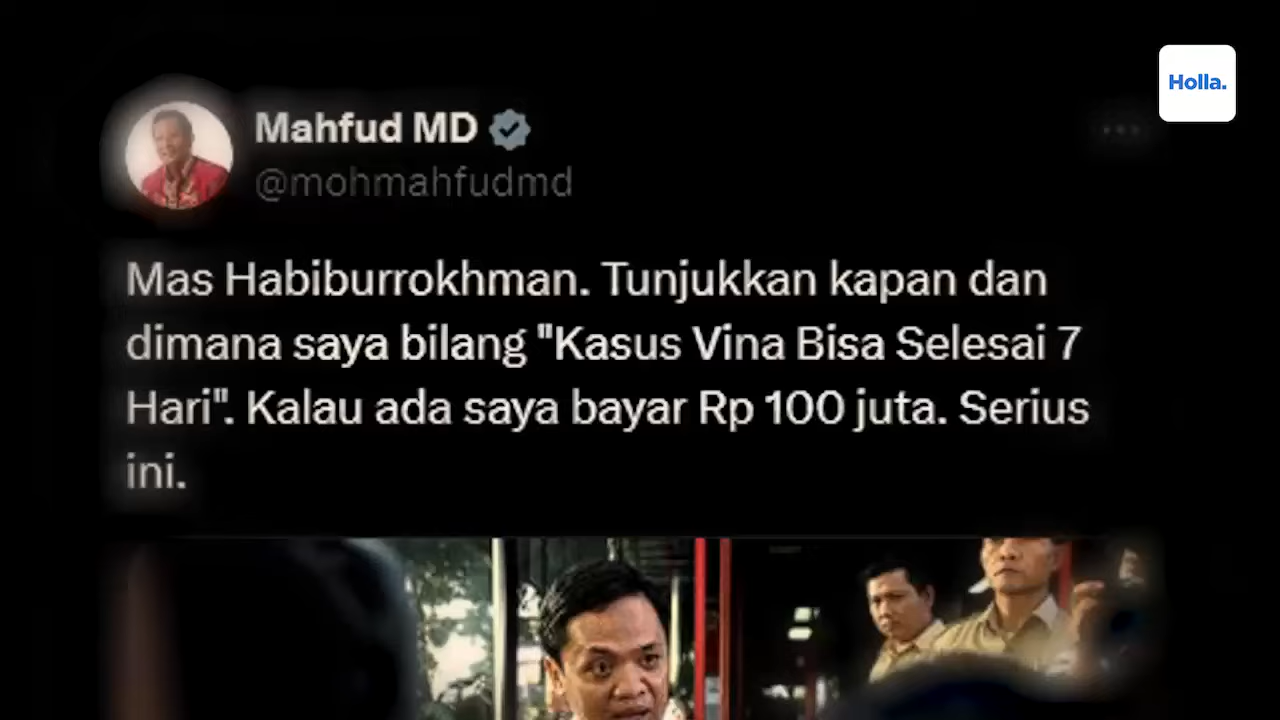 Holla.
Mahfud MD
@mohmahfudmd
Mas Habiburrokhman. Tunjukkan kapan dan
dimana saya bilang "Kasus Vina Bisa Selesai 7
Hari". Kalau ada saya bayar Rp 100 juta. Serius
ini.